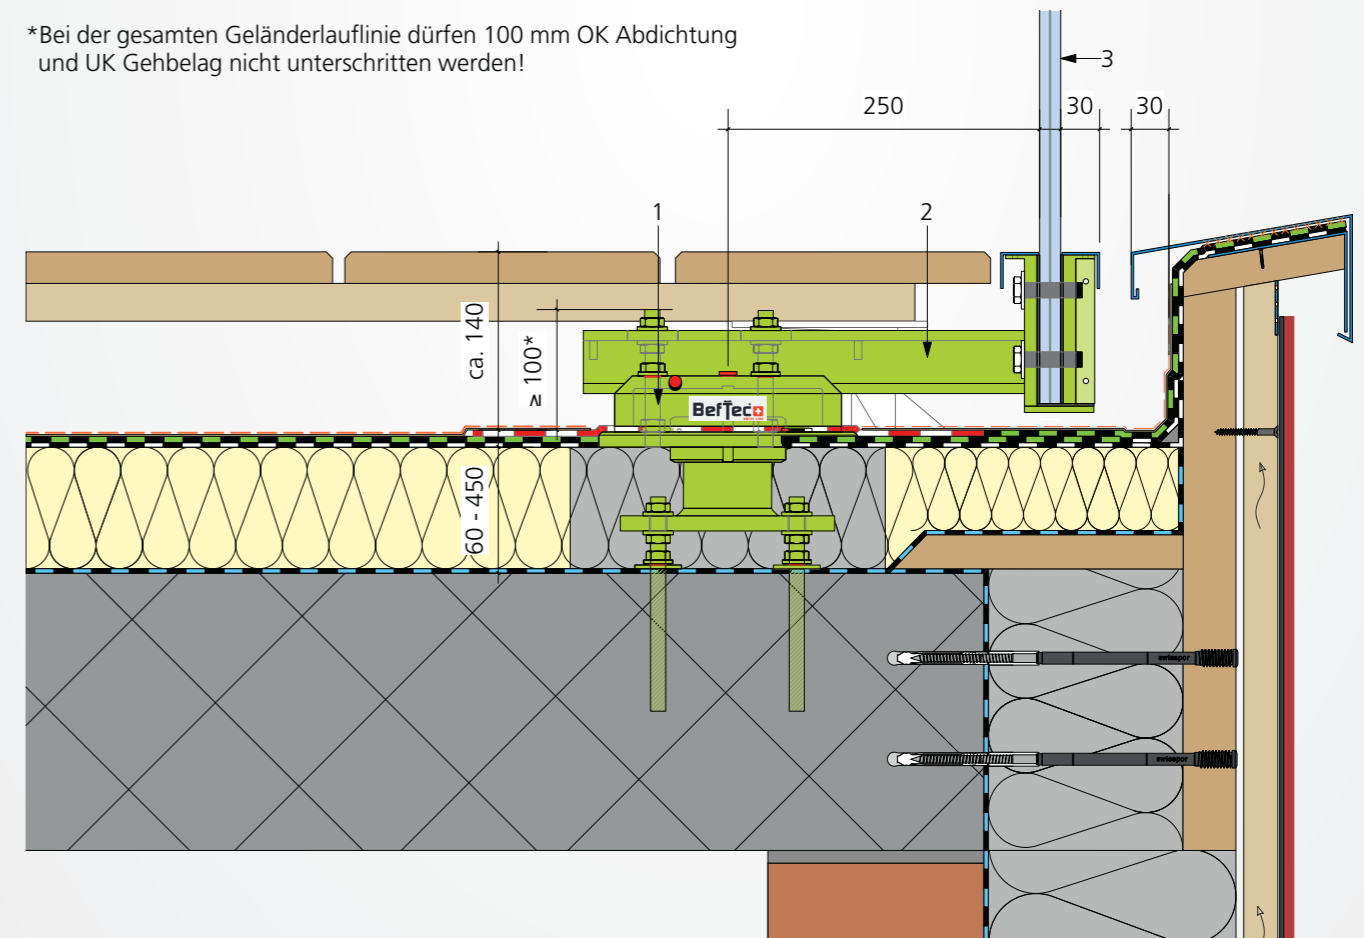 *Bei der gesamten Geländerlauflinie dürfen 100 mm OK Abdichtung
und UK Gehbelag nicht unterschritten werden!
3
250
30
30
1
2
ca. 140
≥ 100*
BefTec
60 - 450
swisspor
swisspor